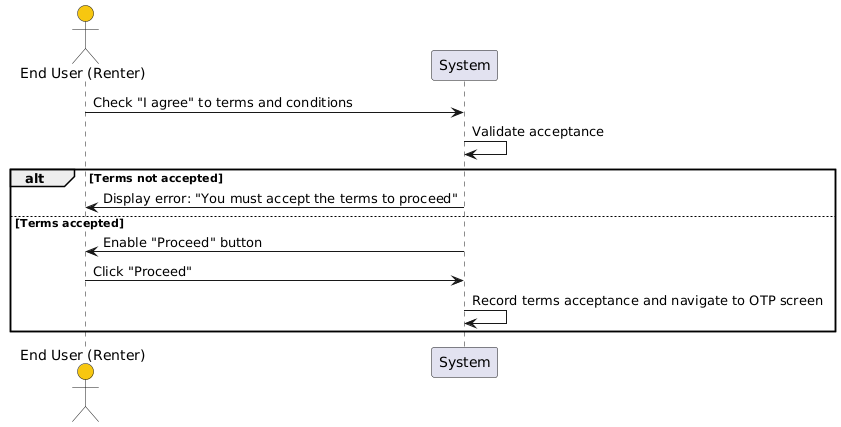 End User (Renter)
System
Check "I agree" to terms and conditions
Validate acceptance
alt
[Terms not accepted]
Display error: "You must accept the terms to proceed"
[Terms accepted]
Enable "Proceed" button
Click "Proceed"
Record terms acceptance and navigate to OTP screen
End User (Renter)
System